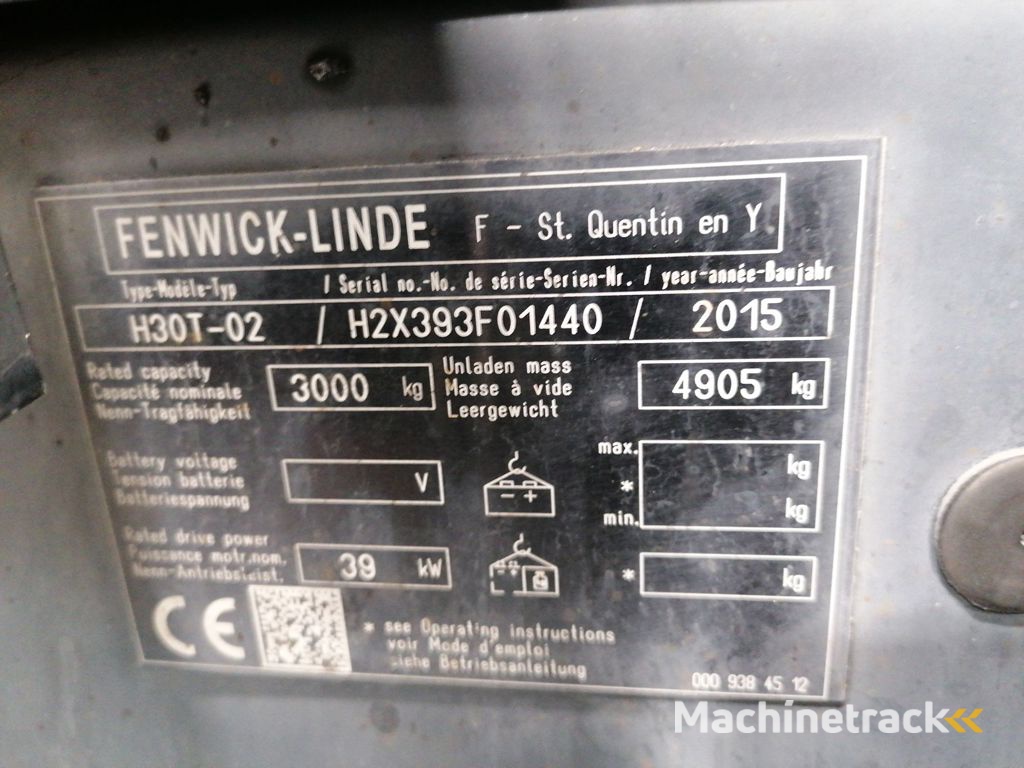 FENWICK-LINDE F - St. Quentin en Y.
Type-Modèle-Typ / Serial no.-No. de série-Serien-Nr. / year-année-Baujahr
H30T-02 / H2X393F01440 / 2015
Rated capacity
Capacité nominale
Nenn-Tragfähigkeit
3000 kg
Unladen mass
Masse à vide
Leergewicht
4905 kg
Battery voltage
Tension batterie
Batteriespannung
V
- +
max. kg
*
min. kg
Rated drive power
Puissance motr.nom.
Nenn-Antriebsleist.
39 kW
* kg
CE
* see Operating instructions
voir Mode d'emploi
siehe Betriebsanleitung
000 938 45 12
Machinetrack